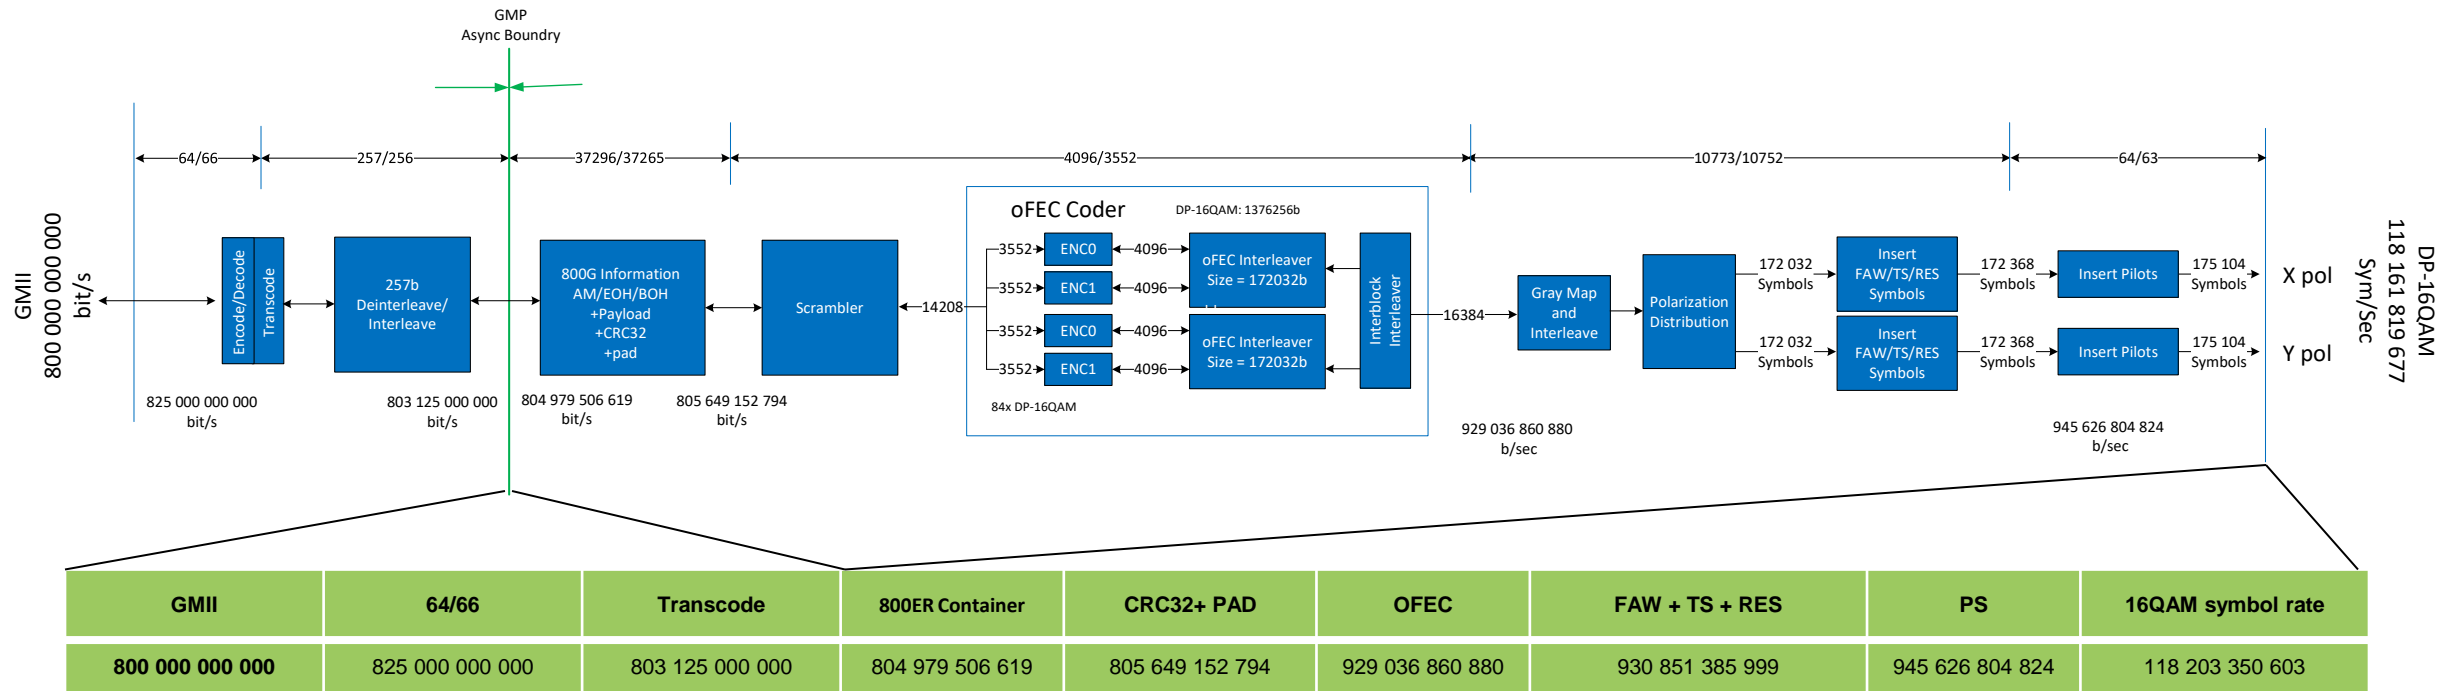 GMP
Async Boundry
64/66
257/256
37296/37265
4096/3552
10773/10752
64/63
GMII
800 000 000 000
bit/s
Encode/Decode
Transcode
257b
Deinterleave/
Interleave
800G Information
AM/EOH/BOH
+Payload
+CRC32
+pad
Scrambler
14208
oFEC Coder
DP-16QAM: 1376256b
3552
ENC0
4096
3552
ENC1
4096
oFEC Interleaver
Size = 172032b
3552
ENC0
4096
3552
ENC1
4096
oFEC Interleaver
Size = 172032b
84x DP-16QAM
Interblock
Interleaver
16384
Gray Map
and
Interleave
Polarization
Distribution
172 032
Symbols
Insert
FAW/TS/RES
Symbols
172 368
Symbols
Insert Pilots
175 104
Symbols
X pol
172 032
Symbols
Insert
FAW/TS/RES
Symbols
172 368
Symbols
Insert Pilots
175 104
Symbols
Y pol
DP-16QAM
118 161 819 677
Sym/Sec
825 000 000 000
bit/s
803 125 000 000
bit/s
804 979 506 619
bit/s
805 649 152 794
bit/s
929 036 860 880
b/sec
945 626 804 824
b/sec
GMII 64/66 Transcode 800ER Container CRC32+ PAD OFEC FAW + TS + RES PS 16QAM symbol rate
800 000 000 000 825 000 000 000 803 125 000 000 804 979 506 619 805 649 152 794 929 036 860 880 930 851 385 999 945 626 804 824 118 203 350 603